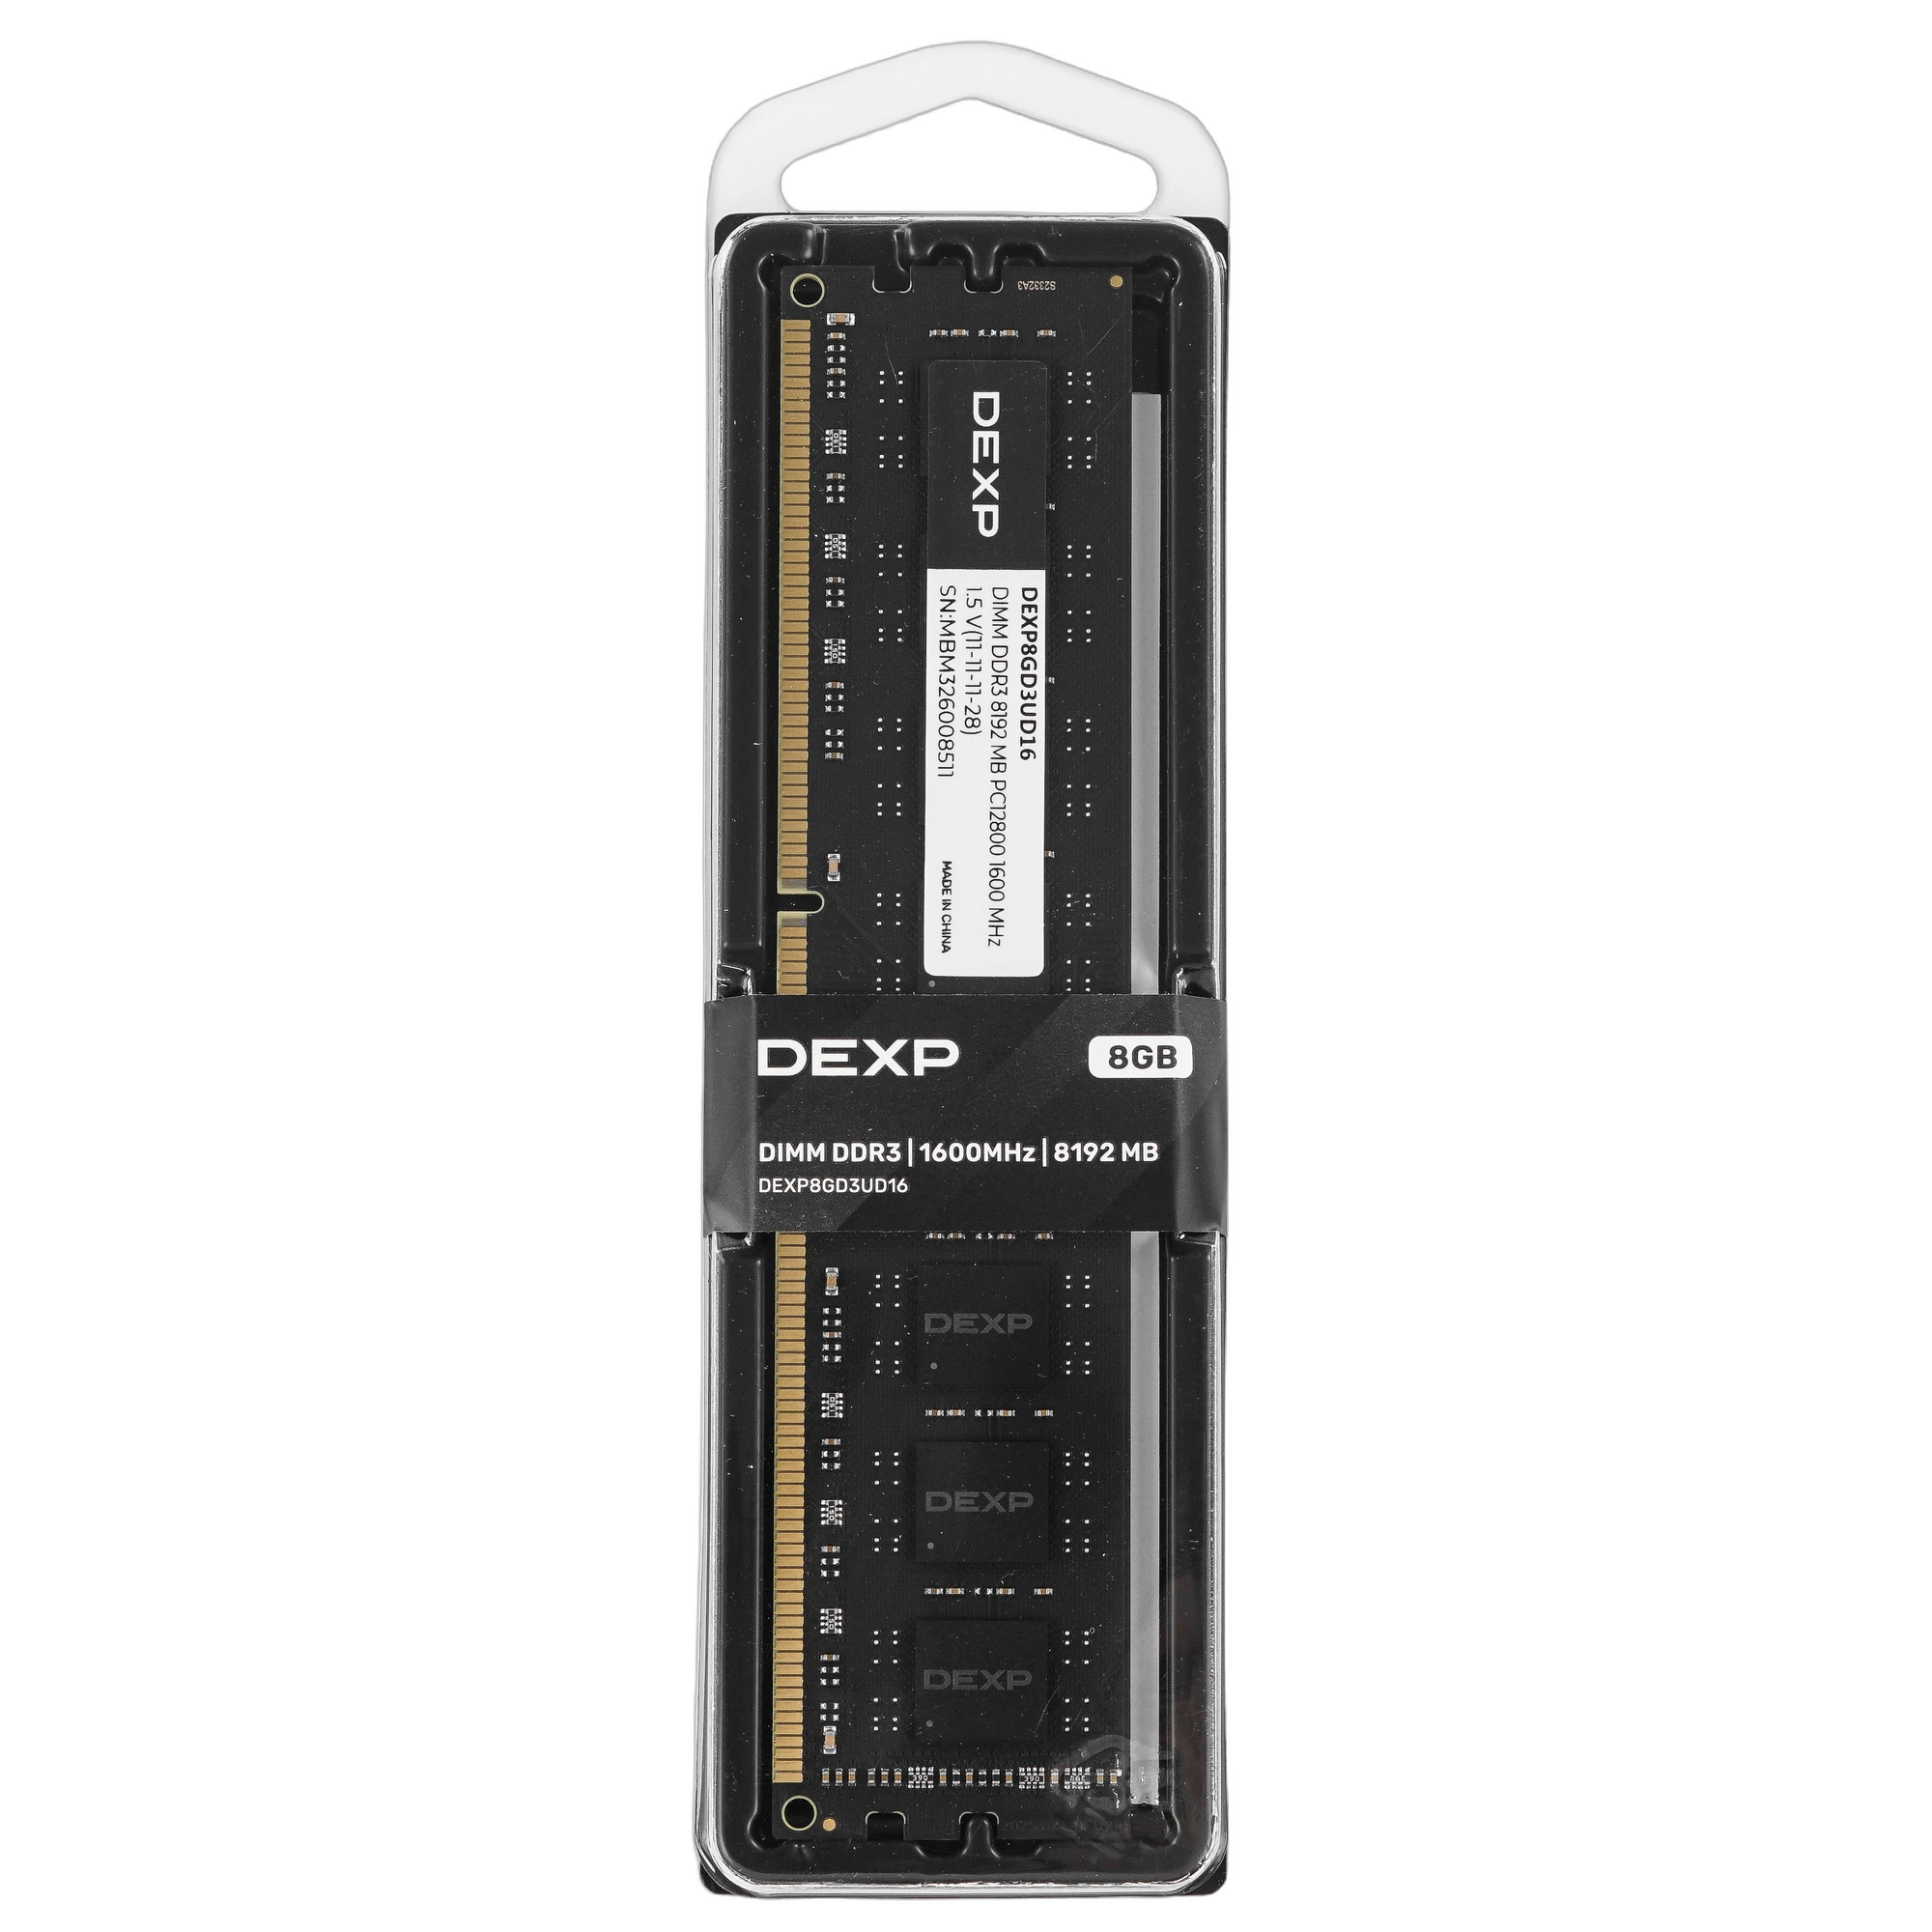 S2332A3
DEXP
DEXP8GD3UD16
DIMM DDR3 8192 MB PC12800 1600 MHz
1.5 V(11-11-11-28)
SN:MBM326008511
MADE IN CHINA
DEXP
8GB
DIMM DDR3|1600MHz|8192 MB
DEXP8GD3UD16
DEXP
DEXP
DEXP